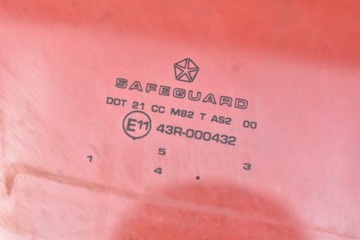 SAFEGUARD
DOT 21 CC M82 T AS2 00
E11 43R-000432
5
1 3
4 .